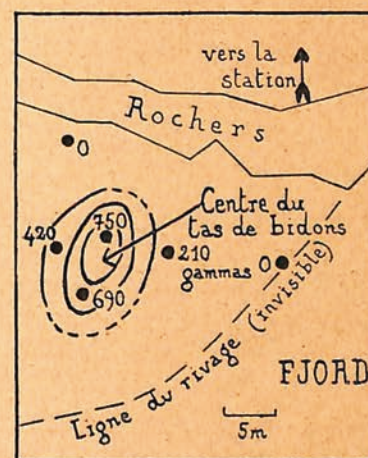 vers la
station
Rochers
0
Centre du
tas de bidons
420
750
210
gammas
0
690
Ligne du rivage (invisible)
FJORD
5m